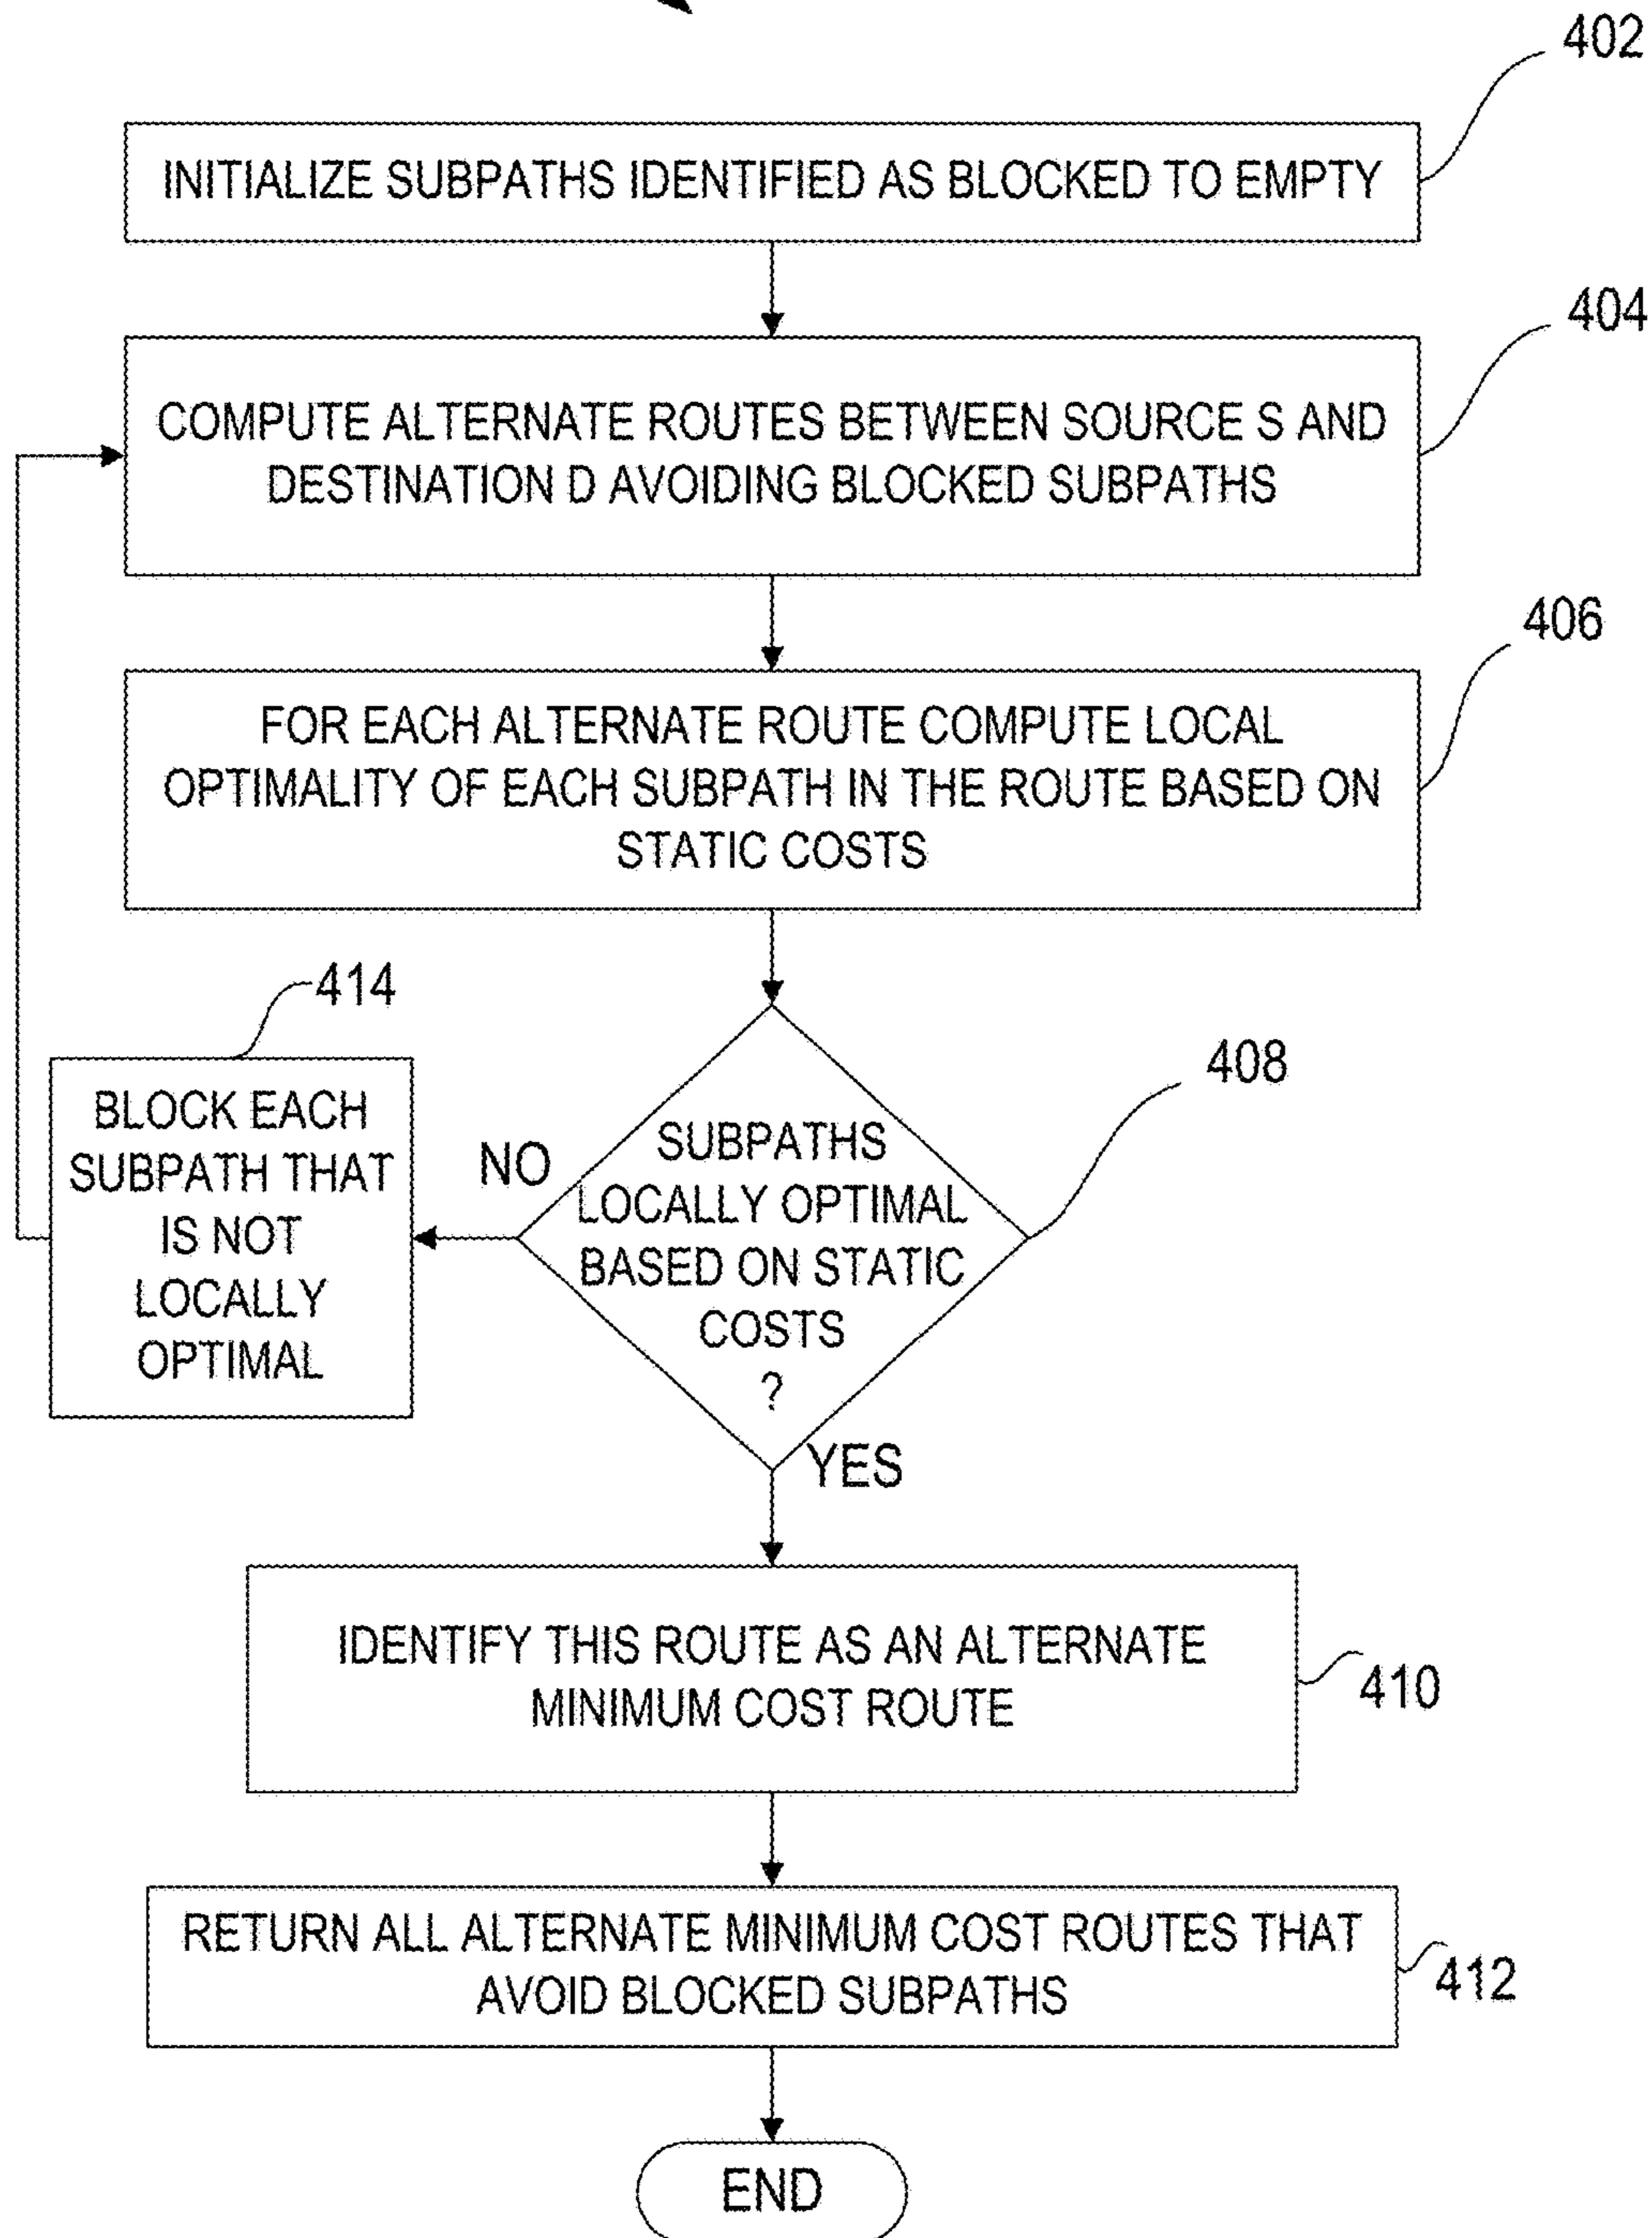 402
INITIALIZE SUBPATHS IDENTIFIED AS BLOCKED TO EMPTY
404
COMPUTE ALTERNATE ROUTES BETWEEN SOURCE S AND
DESTINATION D AVOIDING BLOCKED SUBPATHS
406
FOR EACH ALTERNATE ROUTE COMPUTE LOCAL
OPTIMALITY OF EACH SUBPATH IN THE ROUTE BASED ON
STATIC COSTS
414
BLOCK EACH
SUBPATH THAT
IS NOT
LOCALLY
OPTIMAL
NO
408
SUBPATHS
LOCALLY OPTIMAL
BASED ON STATIC
COSTS
?
YES
IDENTIFY THIS ROUTE AS AN ALTERNATE
MINIMUM COST ROUTE
410
RETURN ALL ALTERNATE MINIMUM COST ROUTES THAT
AVOID BLOCKED SUBPATHS
412
END